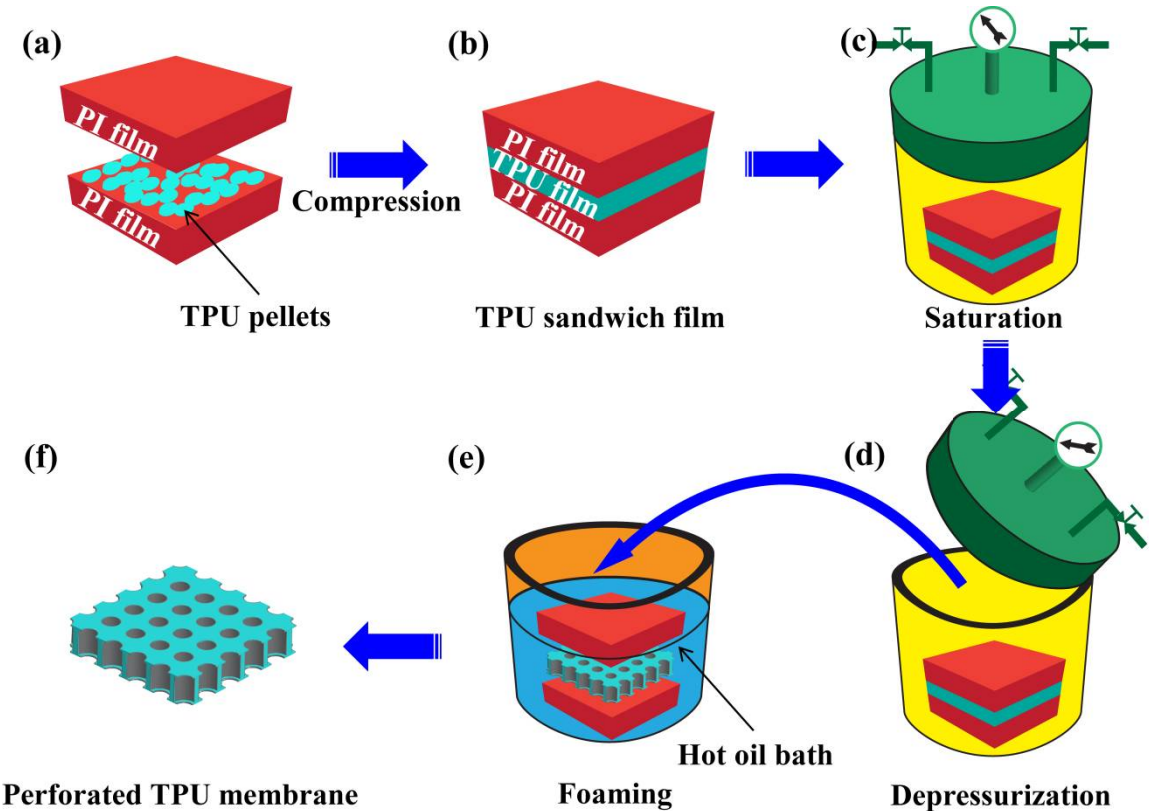 (a)
PI film
PI film
TPU pellets
Compression
(b)
PI film
TPU film
PI film
TPU sandwich film
(c)
Saturation
(d)
Depressurization
(e)
Hot oil bath
Foaming
(f)
Perforated TPU membrane